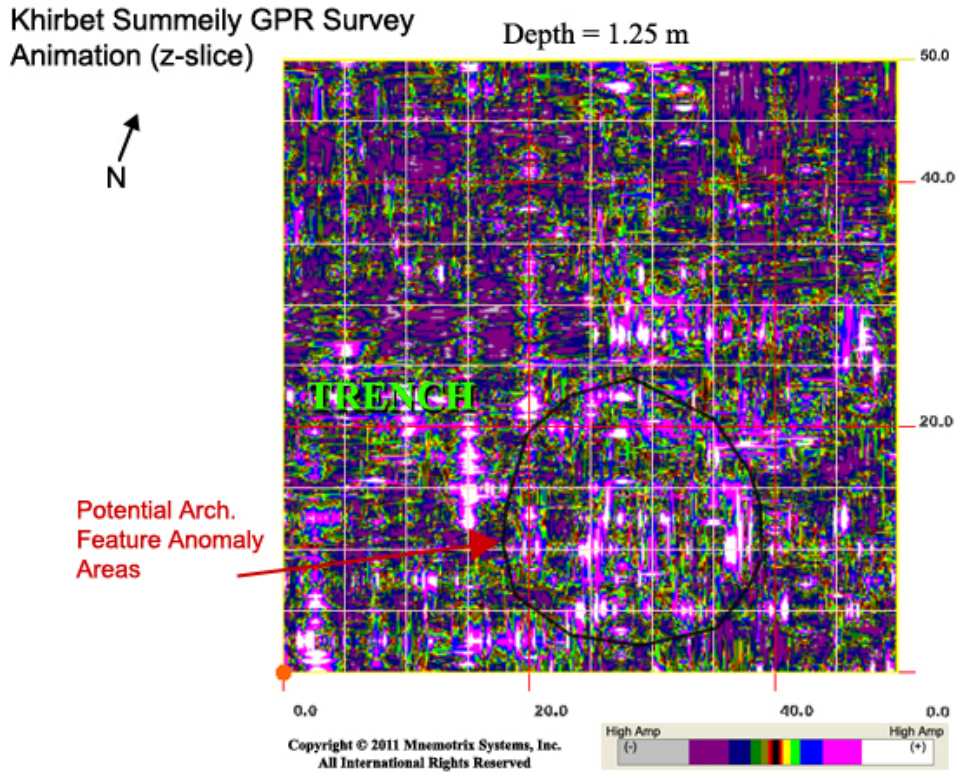 Khirbet Summeily GPR Survey
Animation (z-slice)
Depth = 1.25 m
50.0
N
40.0
TRENCH
20.0
Potential Arch.
Feature Anomaly
Areas
0.0
20.0
40.0
0.0
High Amp
High Amp
(-)
(+)
Copyright © 2011 Mnemotrix Systems, Inc.
All International Rights Reserved